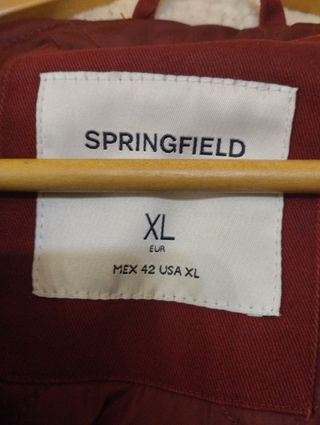 SPRINGFIELD
XL
EUR
MEX 42 USA XL